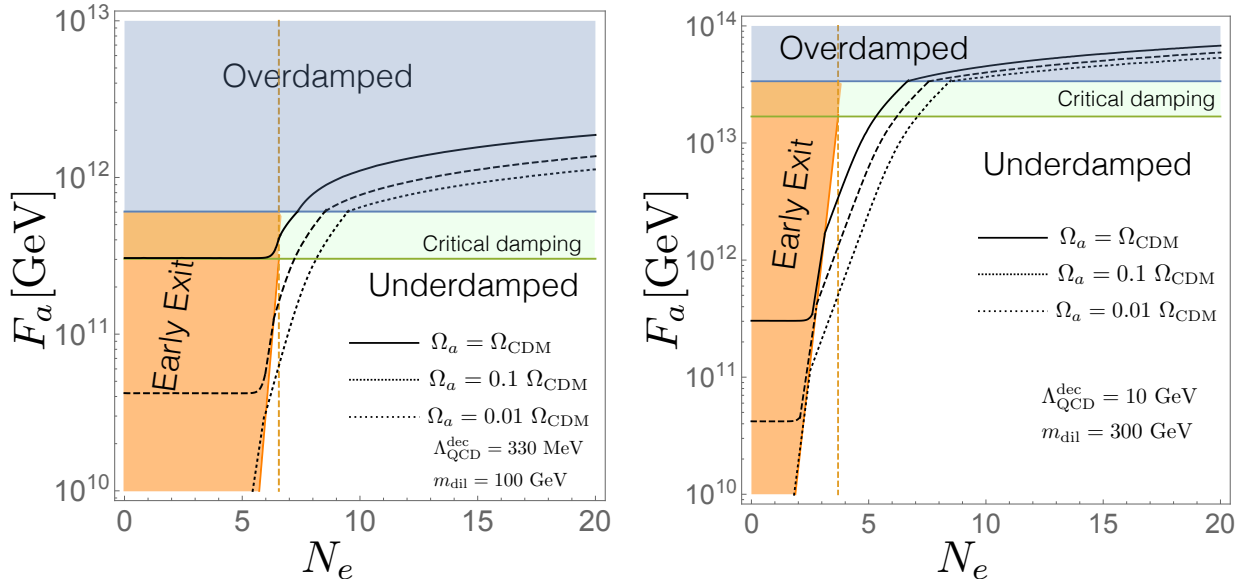 10^13
10^12
10^11
10^10
F_a [GeV]
Overdamped
Critical damping
Early Exit
Underdamped
Ω_a = Ω_CDM
Ω_a = 0.1 Ω_CDM
Ω_a = 0.01 Ω_CDM
Λ_QCD^dec = 330 MeV
m_dil = 100 GeV
0 5 10 15 20
N_e
10^14
10^13
10^12
10^11
10^10
F_a [GeV]
Overdamped
Critical damping
Early Exit
Underdamped
Ω_a = Ω_CDM
Ω_a = 0.1 Ω_CDM
Ω_a = 0.01 Ω_CDM
Λ_QCD^dec = 10 GeV
m_dil = 300 GeV
0 5 10 15 20
N_e